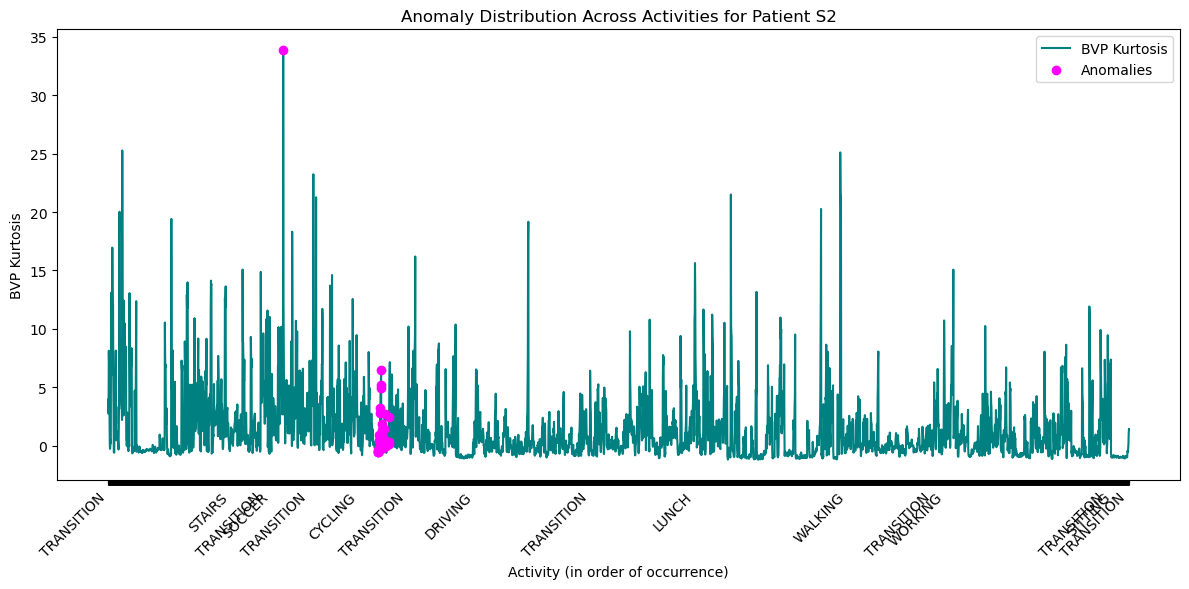 Anomaly Distribution Across Activities for Patient S2
BVP Kurtosis
Anomalies
35
30
25
20
15
10
5
0
BVP Kurtosis
TRANSITION
STAIRS
TRANSITION
SOCCER
TRANSITION
CYCLING
TRANSITION
DRIVING
TRANSITION
LUNCH
WALKING
TRANSITION
WORKING
TRANSITION
SITTING
TRANSITION
Activity (in order of occurrence)